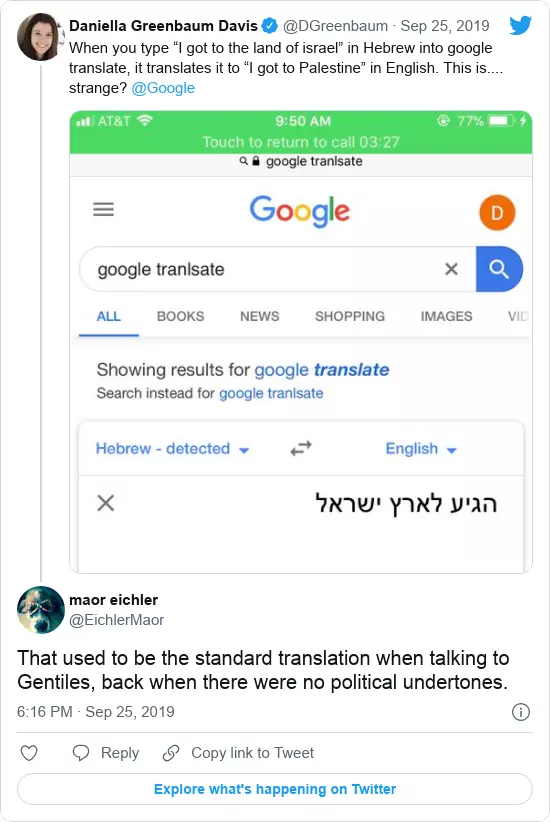 Daniella Greenbaum Davis @DGreenbaum · Sep 25, 2019
When you type “I got to the land of israel” in Hebrew into google
translate, it translates it to “I got to Palestine” in English. This is....
strange? @Google
AT&T 9:50 AM 77%
Touch to return to call 03:27
google tranlsate
Google D
google tranlsate
ALL BOOKS NEWS SHOPPING IMAGES VID
Showing results for google translate
Search instead for google tranlsate
Hebrew - detected English
הגיע לארץ ישראל
maor eichler
@EichlerMaor
That used to be the standard translation when talking to
Gentiles, back when there were no political undertones.
6:16 PM · Sep 25, 2019
Reply Copy link to Tweet
Explore what's happening on Twitter